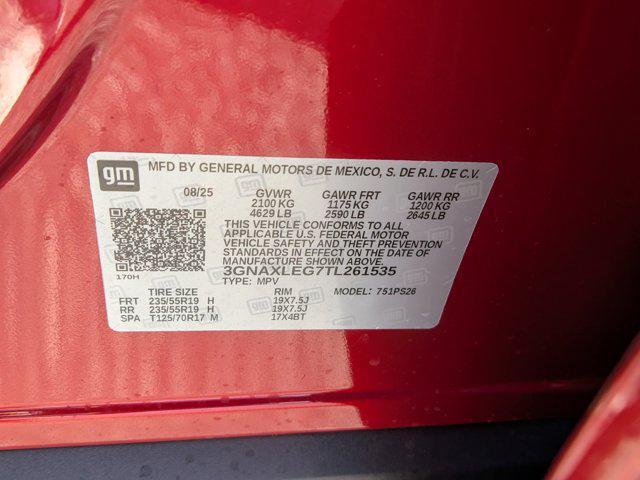 gm MFD BY GENERAL MOTORS DE MEXICO, S. DE R.L. DE C.V.
08/25 GVWR GAWR FRT GAWR RR
2100 KG 1175 KG 1200 KG
4629 LB 2590 LB 2645 LB
THIS VEHICLE CONFORMS TO ALL
APPLICABLE U.S. FEDERAL MOTOR
VEHICLE SAFETY AND THEFT PREVENTION
STANDARDS IN EFFECT ON THE DATE OF
MANUFACTURE SHOWN ABOVE.
3GNAXLEG7TL261535
170H TYPE: MPV
TIRE SIZE RIM MODEL: 751PS26
FRT 235/55R19 H 19X7.5J
RR 235/55R19 H 19X7.5J
SPA T125/70R17 M 17X4BT